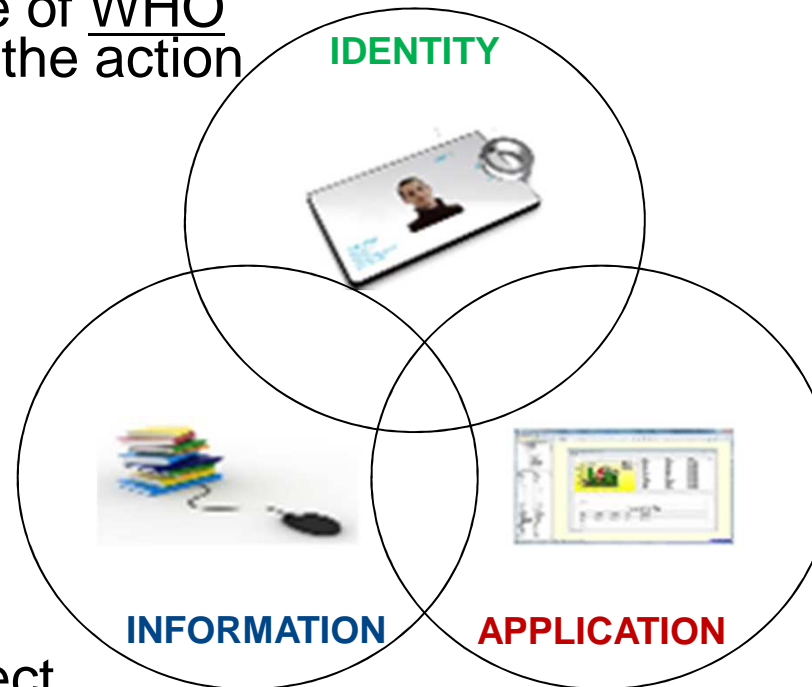 e of WHO
the action
IDENTITY
INFORMATION
APPLICATION
ect